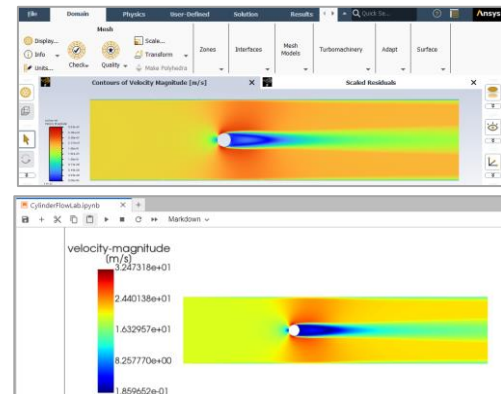 File Domain Physics User-Defined Solution Results Quick Se... Ansys
Mesh
Display... Scale... Zones Interfaces Mesh Models Turbomachinery Adapt Surface
Info Check Quality Transform
Units... Make Polyhedra
Contours of Velocity Magnitude [m/s] X Scaled Residuals X
CylinderFlowLab.ipynb X +
Markdown
velocity-magnitude
(m/s)
3.247318e+01
2.440138e+01
1.632957e+01
8.257770e+00
1.859652e-01